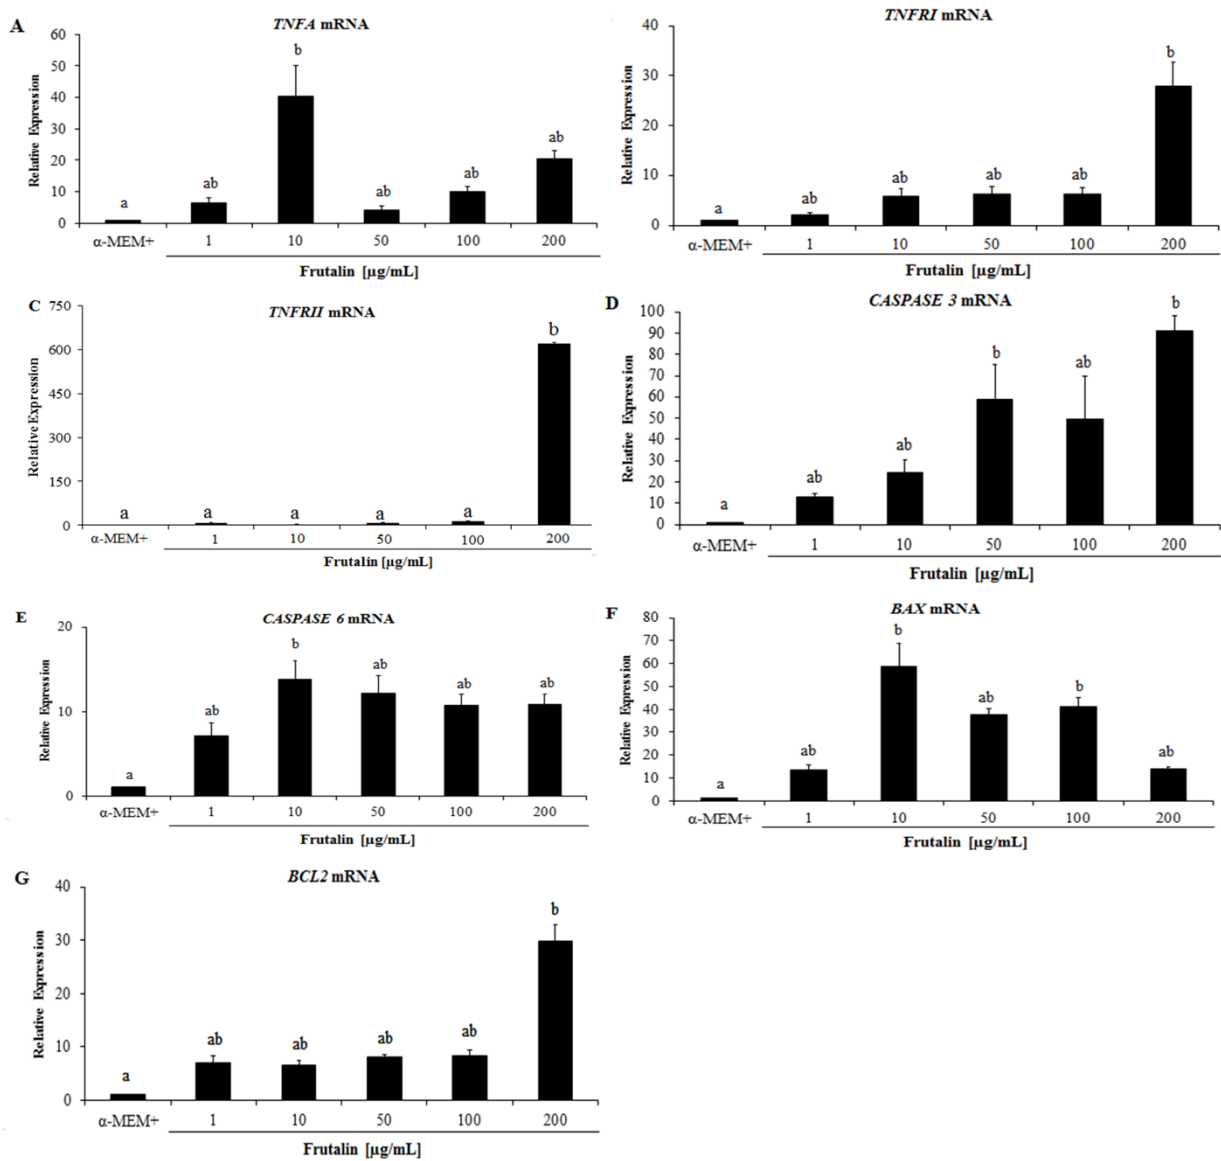 A
TNFA mRNA
Relative Expression
60
50
40
30
20
10
0
a
ab
b
ab
ab
ab
α-MEM+ 1 10 50 100 200
Frutalin [µg/mL]
TNFRI mRNA
Relative Expression
40
30
20
10
0
a
ab
ab
ab
ab
b
α-MEM+ 1 10 50 100 200
Frutalin [µg/mL]
C
TNFRII mRNA
Relative Expression
750
600
450
300
150
0
a
a
a
a
a
b
α-MEM+ 1 10 50 100 200
Frutalin [µg/mL]
D
CASPASE 3 mRNA
Relative Expression
100
90
80
70
60
50
40
30
20
10
0
a
ab
ab
b
ab
b
α-MEM+ 1 10 50 100 200
Frutalin [µg/mL]
E
CASPASE 6 mRNA
Relative Expression
20
10
0
a
ab
b
ab
ab
ab
α-MEM+ 1 10 50 100 200
Frutalin [µg/mL]
F
BAX mRNA
Relative Expression
80
70
60
50
40
30
20
10
0
a
ab
b
ab
b
ab
α-MEM+ 1 10 50 100 200
Frutalin [µg/mL]
G
BCL2 mRNA
Relative Expression
40
30
20
10
0
a
ab
ab
ab
ab
b
α-MEM+ 1 10 50 100 200
Frutalin [µg/mL]